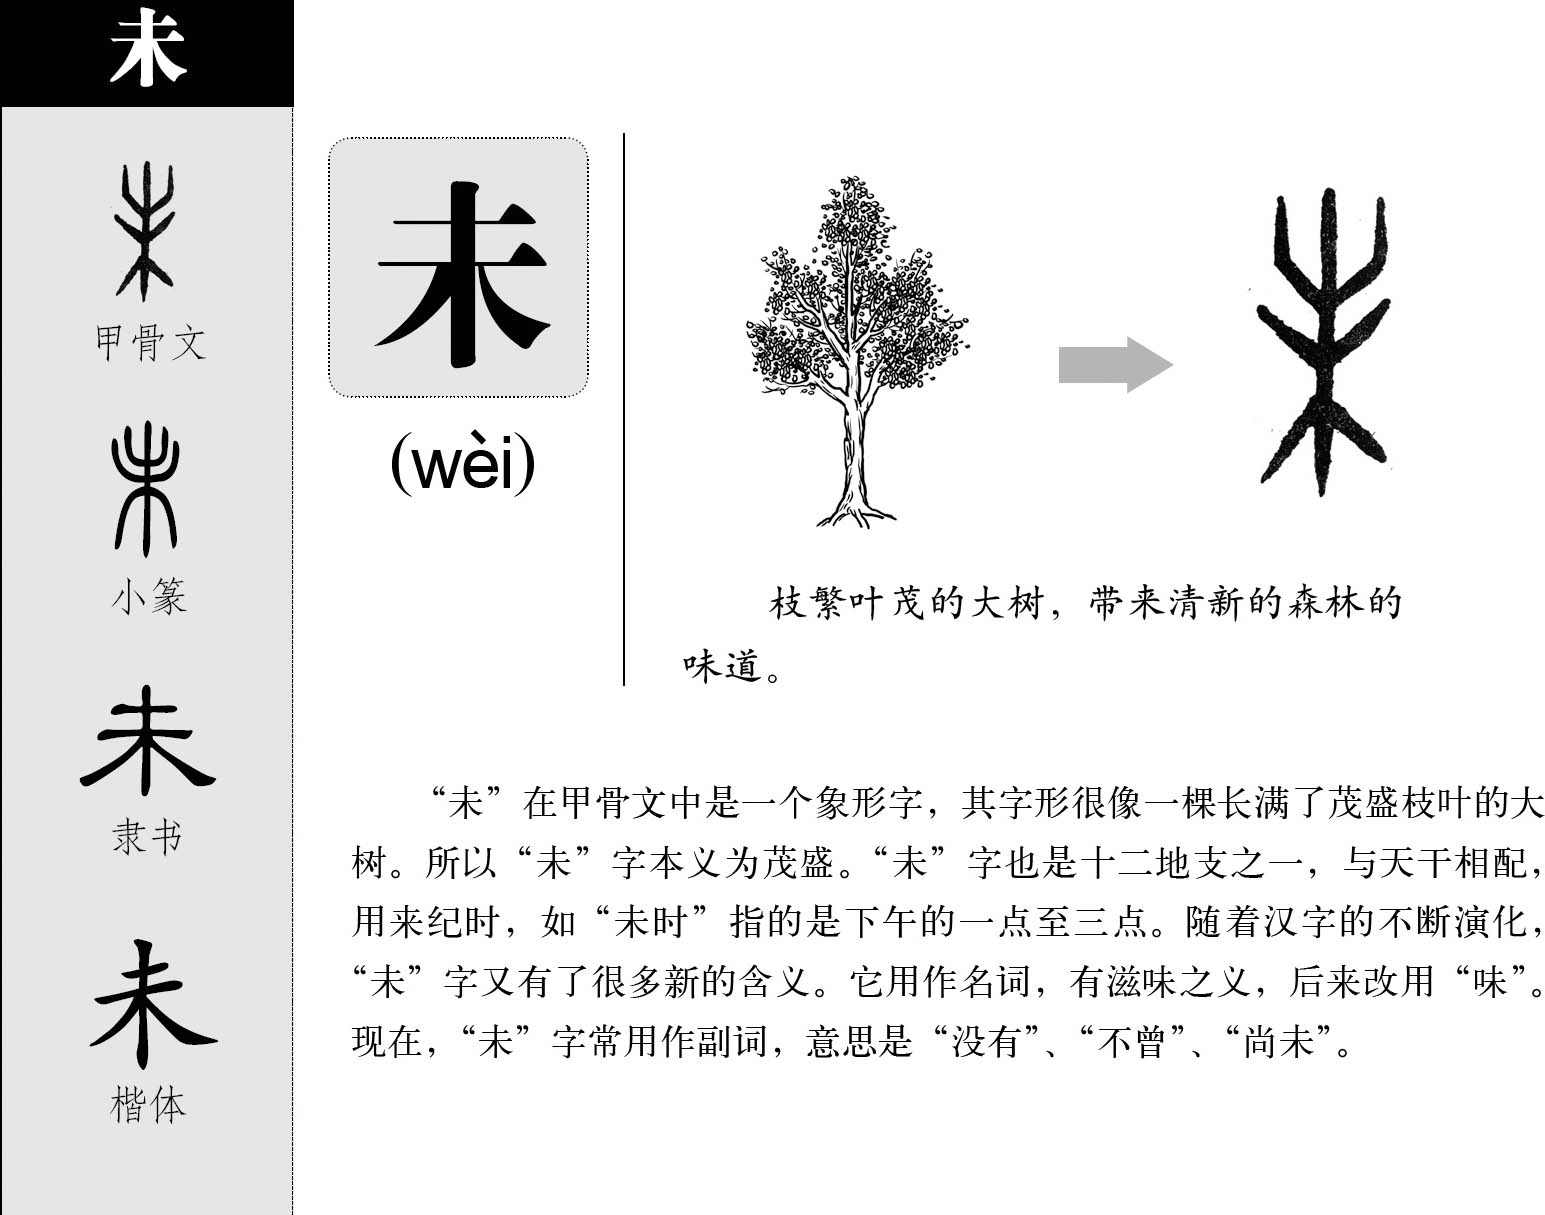 未
甲骨文
小篆
隶书
楷体
未
(wèi)
枝繁叶茂的大树，带来清新的森林的
味道。
“未”在甲骨文中是一个象形字，其字形很像一棵长满了茂盛枝叶的大
树。所以“未”字本义为茂盛。“未”字也是十二地支之一，与天干相配，
用来纪时，如“未时”指的是下午的一点至三点。随着汉字的不断演化，
“未”字又有了很多新的含义。它用作名词，有滋味之义，后来改用“味”。
现在，“未”字常用作副词，意思是“没有”、“不曾”、“尚未”。